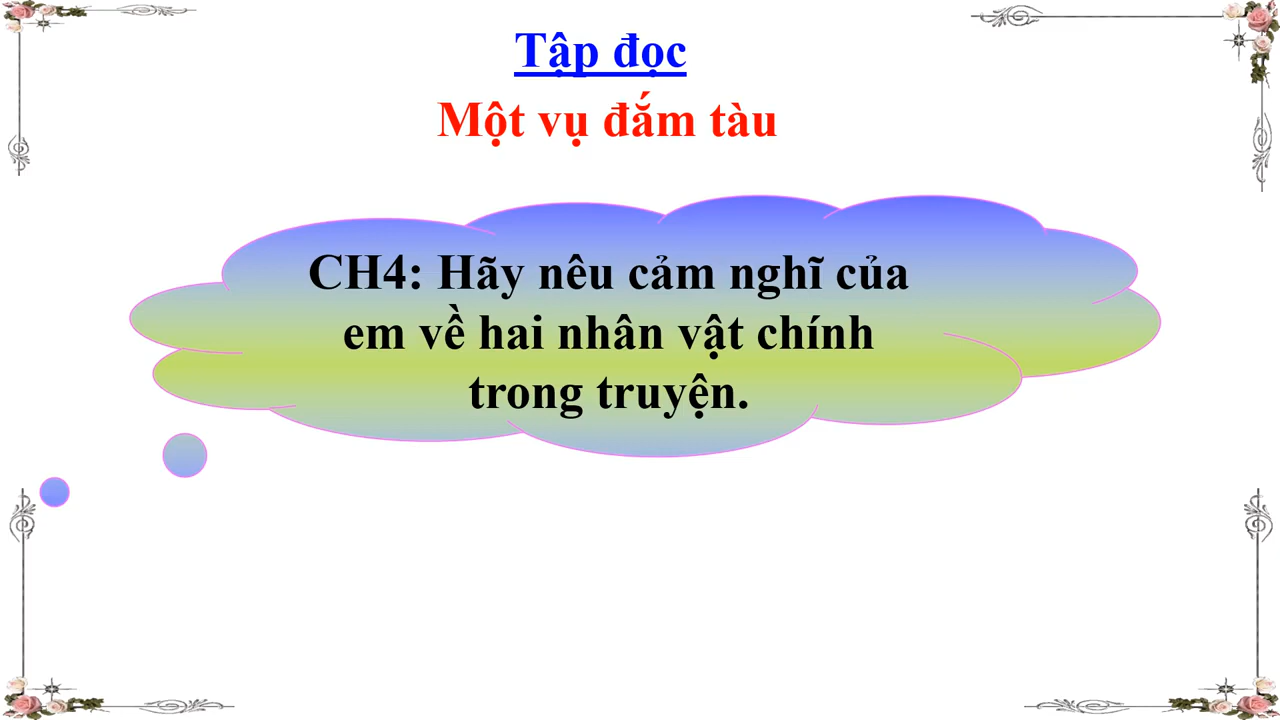 Tập đọc
Một vụ đắm tàu
CH4: Hãy nêu cảm nghĩ của
em về hai nhân vật chính
trong truyện.